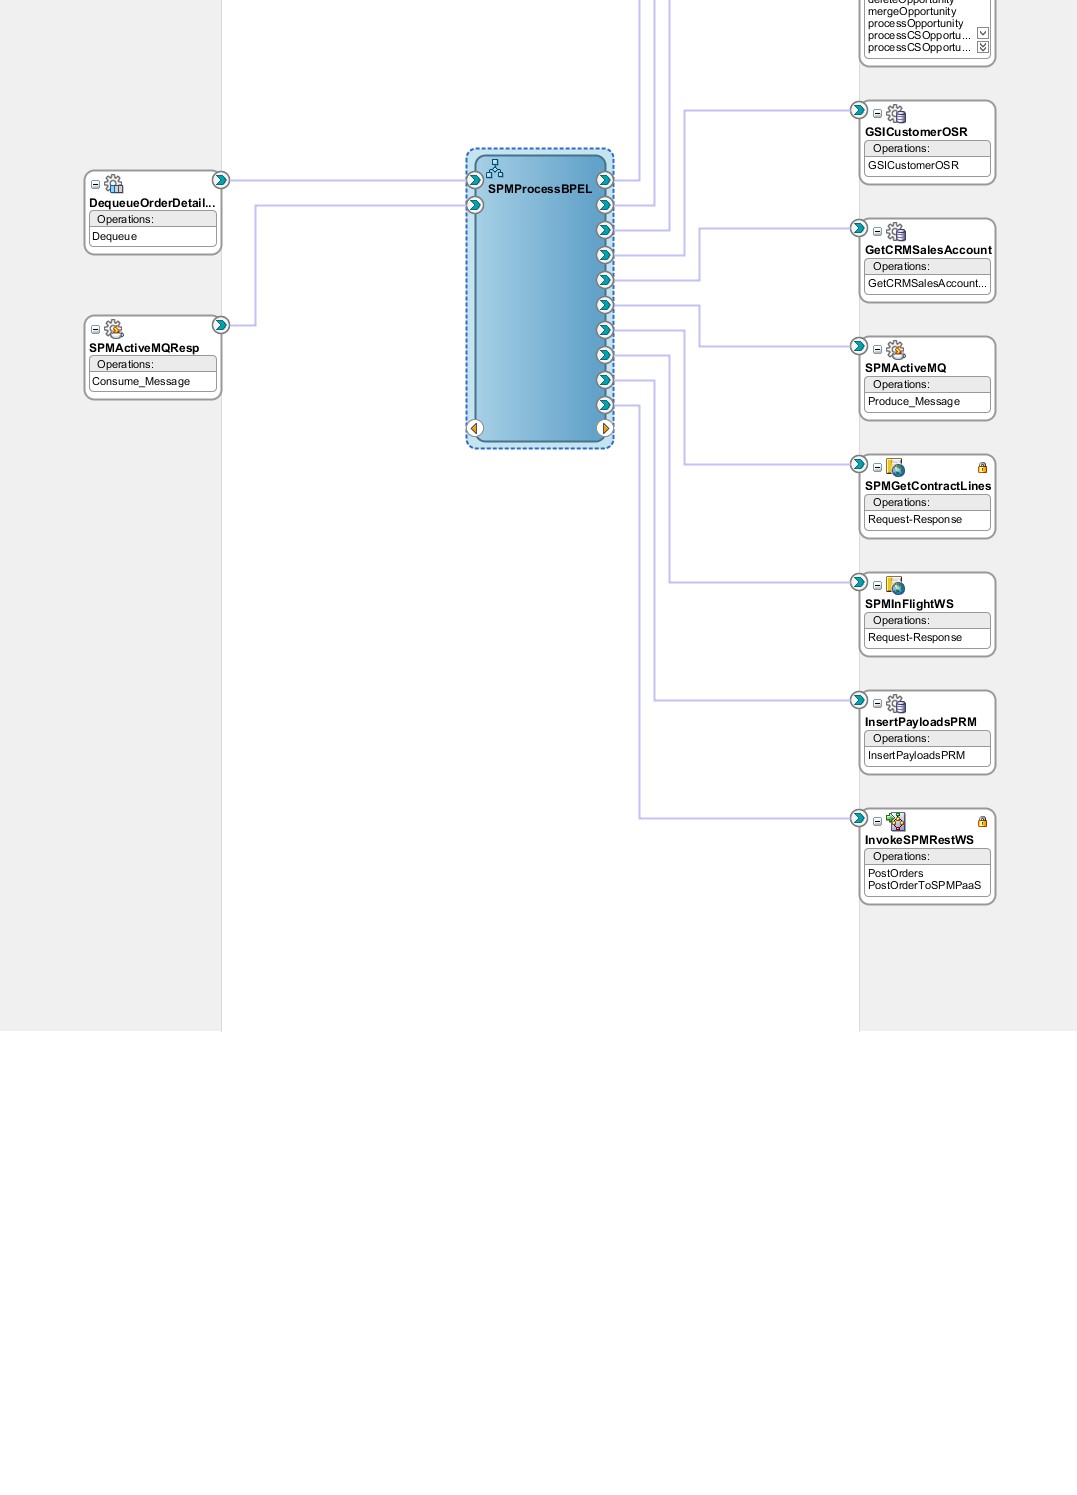 mergeOpportunity
processOpportunity
processCSOpportu...
processCSOpportu...
GSICustomerOSR
Operations:
GSICustomerOSR
DequeueOrderDetail...
Operations:
Dequeue
SPMProcessBPEL
GetCRMSalesAccount
Operations:
GetCRMSalesAccount...
SPMActiveMQResp
Operations:
Consume_Message
SPMActiveMQ
Operations:
Produce_Message
SPMGetContractLines
Operations:
Request-Response
SPMInFlightWS
Operations:
Request-Response
InsertPayloadsPRM
Operations:
InsertPayloadsPRM
InvokeSPMRestWS
Operations:
PostOrders
PostOrderToSPMPaaS